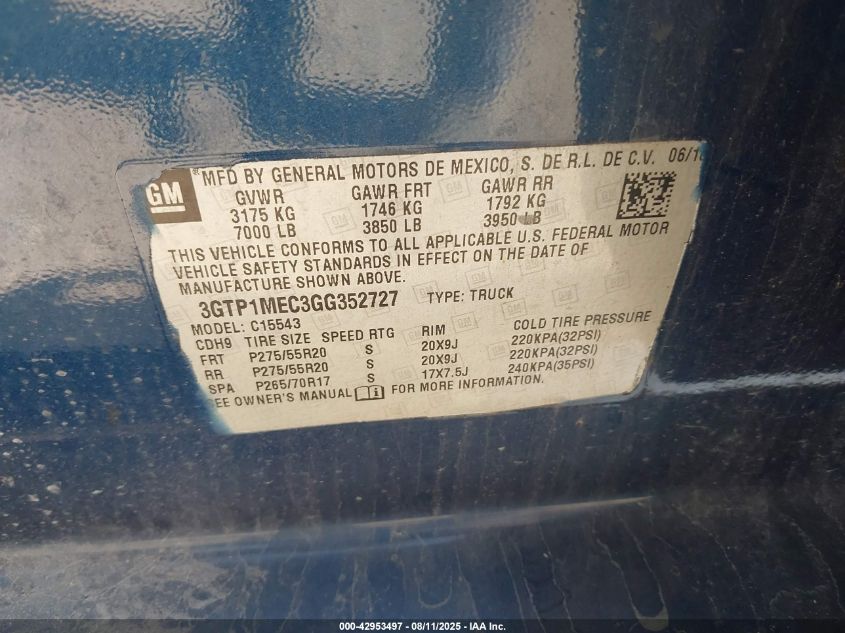 GM
MFD BY GENERAL MOTORS DE MEXICO, S. DE R.L. DE C.V. 06/1
GVWR GAWR FRT GAWR RR
3175 KG 1746 KG 1792 KG
7000 LB 3850 LB 3950 LB
THIS VEHICLE CONFORMS TO ALL APPLICABLE U.S. FEDERAL MOTOR
VEHICLE SAFETY STANDARDS IN EFFECT ON THE DATE OF
MANUFACTURE SHOWN ABOVE.
3GTP1MEC3GG352727 TYPE: TRUCK
MODEL: C15543
CDH9 TIRE SIZE SPEED RTG RIM COLD TIRE PRESSURE
FRT P275/55R20 S 20X9J 220KPA(32PSI)
RR P275/55R20 S 20X9J 220KPA(32PSI)
SPA P265/70R17 S 17X7.5J 240KPA(35PSI)
EE OWNER'S MANUAL FOR MORE INFORMATION.
000-42953497 - 08/11/2025 - IAA Inc.